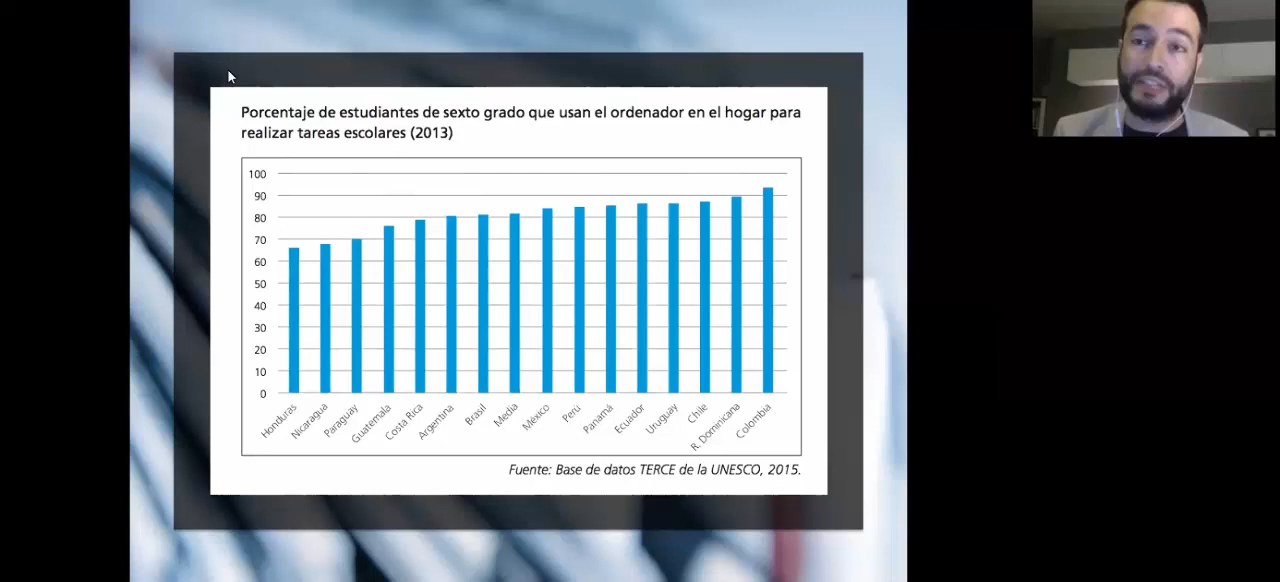 Porcentaje de estudiantes de sexto grado que usan el ordenador en el hogar para
realizar tareas escolares (2013)
100
90
80
70
60
50
40
30
20
10
0
Honduras
Nicaragua
Paraguay
Guatemala
Costa Rica
Argentina
Brasil
Media
México
Perú
Panamá
Ecuador
Uruguay
Chile
R. Dominicana
Colombia
Fuente: Base de datos TERCE de la UNESCO, 2015.